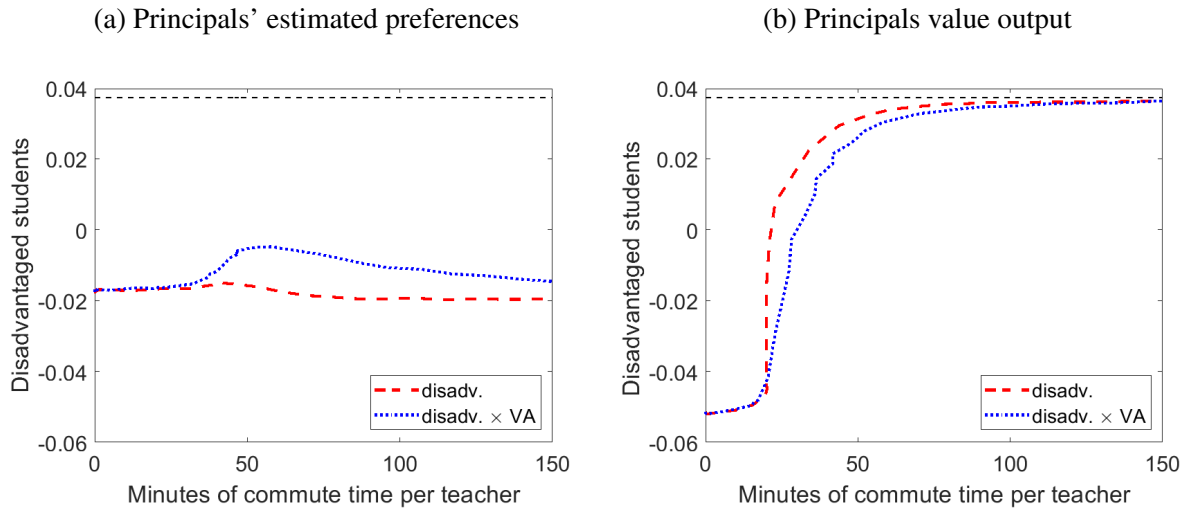 (a) Principals' estimated preferences
0.04
0.02
0
-0.02
-0.04
-0.06
Disadvantaged students
disadv.
disadv. × VA
0 50 100 150
Minutes of commute time per teacher
(b) Principals value output
0.04
0.02
0
-0.02
-0.04
-0.06
Disadvantaged students
disadv.
disadv. × VA
0 50 100 150
Minutes of commute time per teacher